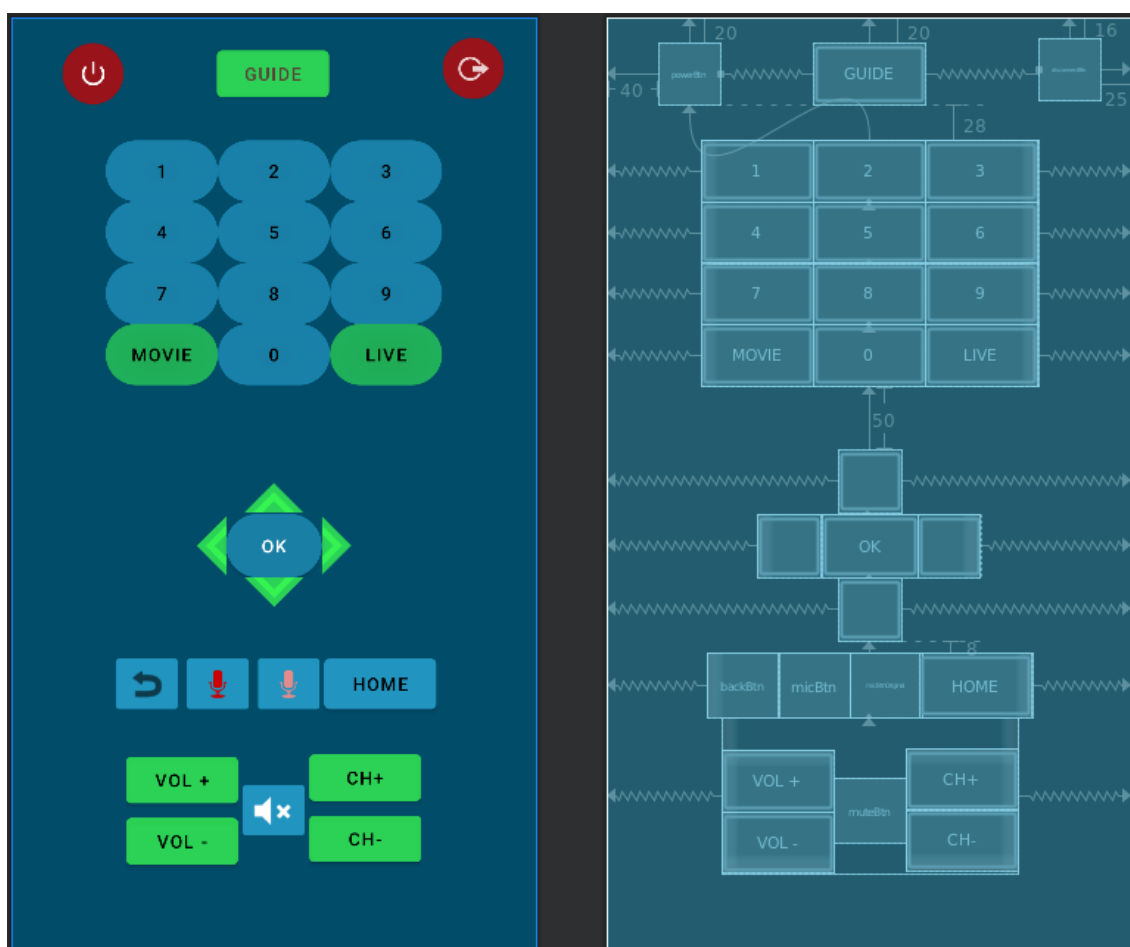 GUIDE
1 2 3
4 5 6
7 8 9
MOVIE 0 LIVE
OK
HOME
VOL + CH+
VOL - CH-
20 20 16
powerBtn GUIDE
40 25
28
1 2 3
4 5 6
7 8 9
MOVIE 0 LIVE
50
OK
8
backBtn micBtn HOME
VOL + CH+
muteBtn
VOL - CH-